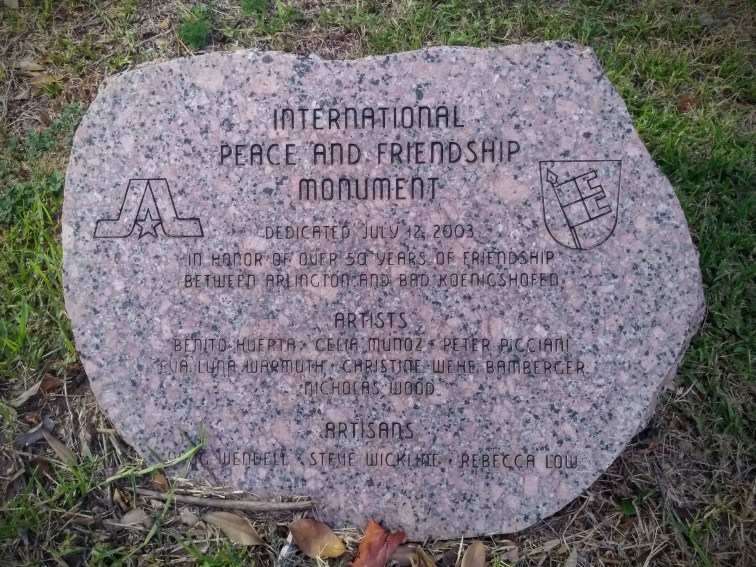 INTERNATIONAL
PEACE AND FRIENDSHIP
MONUMENT
DEDICATED JULY 12, 2003
IN HONOR OF OVER 50 YEARS OF FRIENDSHIP
BETWEEN ARLINGTON AND BAD KOENIGSHOFEN
ARTISTS
BENITO HUERTA · CELIA MUNOZ · PETER PICCIANI
EVA LUNA WARMUTH · CHRISTINE WEHE BAMBERGER
NICHOLAS WOOD
ARTISANS
WENDELL · STEVE WICKLINE · REBECCA LOW